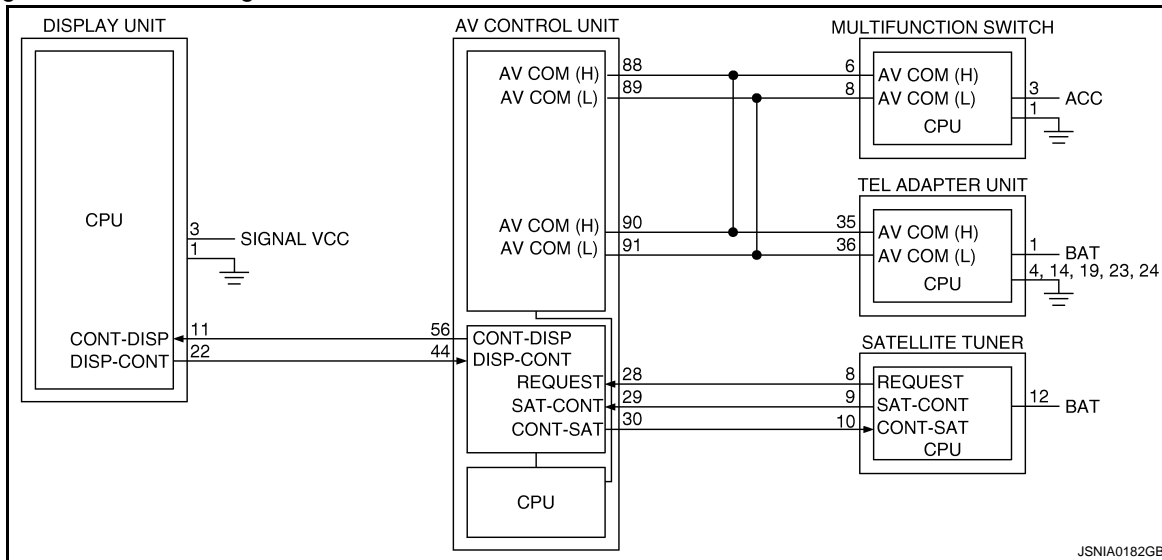 DISPLAY UNIT
CPU
3
SIGNAL VCC
1
CONT-DISP
11
DISP-CONT
22
AV CONTROL UNIT
AV COM (H)
88
AV COM (L)
89
AV COM (H)
90
AV COM (L)
91
56
CONT-DISP
44
DISP-CONT
REQUEST
28
SAT-CONT
29
CONT-SAT
30
CPU
MULTIFUNCTION SWITCH
6
AV COM (H)
8
AV COM (L)
CPU
3
ACC
1
TEL ADAPTER UNIT
35
AV COM (H)
36
AV COM (L)
CPU
1
BAT
4, 14, 19, 23, 24
SATELLITE TUNER
8
REQUEST
9
SAT-CONT
10
CONT-SAT
CPU
12
BAT